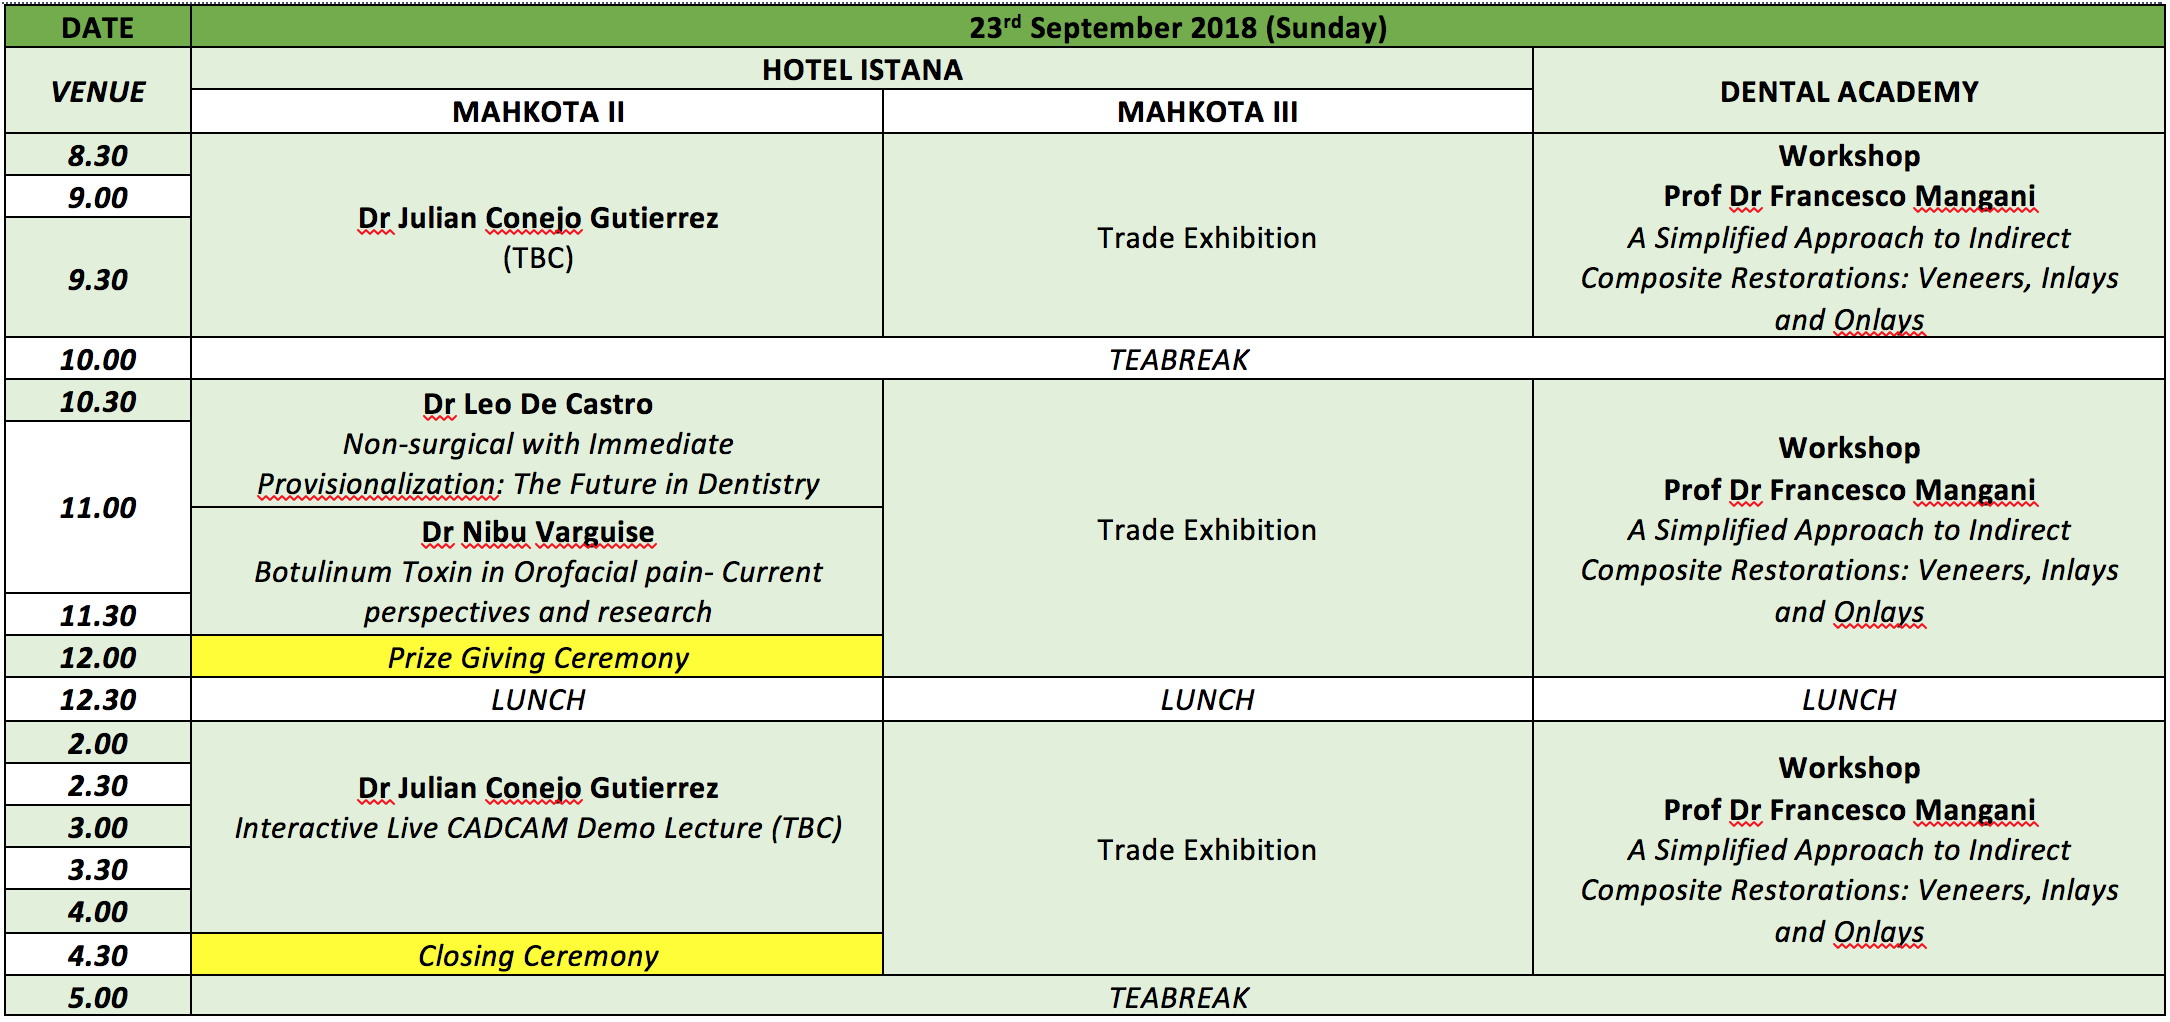 DATE
23rd September 2018 (Sunday)
VENUE
HOTEL ISTANA
DENTAL ACADEMY
MAHKOTA II
MAHKOTA III
8.30
9.00
9.30
Dr Julian Conejo Gutierrez
(TBC)
Trade Exhibition
Workshop
Prof Dr Francesco Mangani
A Simplified Approach to Indirect
Composite Restorations: Veneers, Inlays
and Onlays
10.00
TEABREAK
10.30
11.00
11.30
12.00
Dr Leo De Castro
Non-surgical with Immediate
Provisionalization: The Future in Dentistry
Dr Nibu Varguise
Botulinum Toxin in Orofacial pain- Current
perspectives and research
Prize Giving Ceremony
Trade Exhibition
Workshop
Prof Dr Francesco Mangani
A Simplified Approach to Indirect
Composite Restorations: Veneers, Inlays
and Onlays
12.30
LUNCH
LUNCH
LUNCH
2.00
2.30
3.00
3.30
4.00
4.30
Dr Julian Conejo Gutierrez
Interactive Live CADCAM Demo Lecture (TBC)
Closing Ceremony
Trade Exhibition
Workshop
Prof Dr Francesco Mangani
A Simplified Approach to Indirect
Composite Restorations: Veneers, Inlays
and Onlays
5.00
TEABREAK